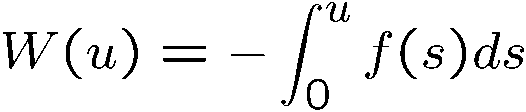 W(u) = -\int_0^u f(s)ds